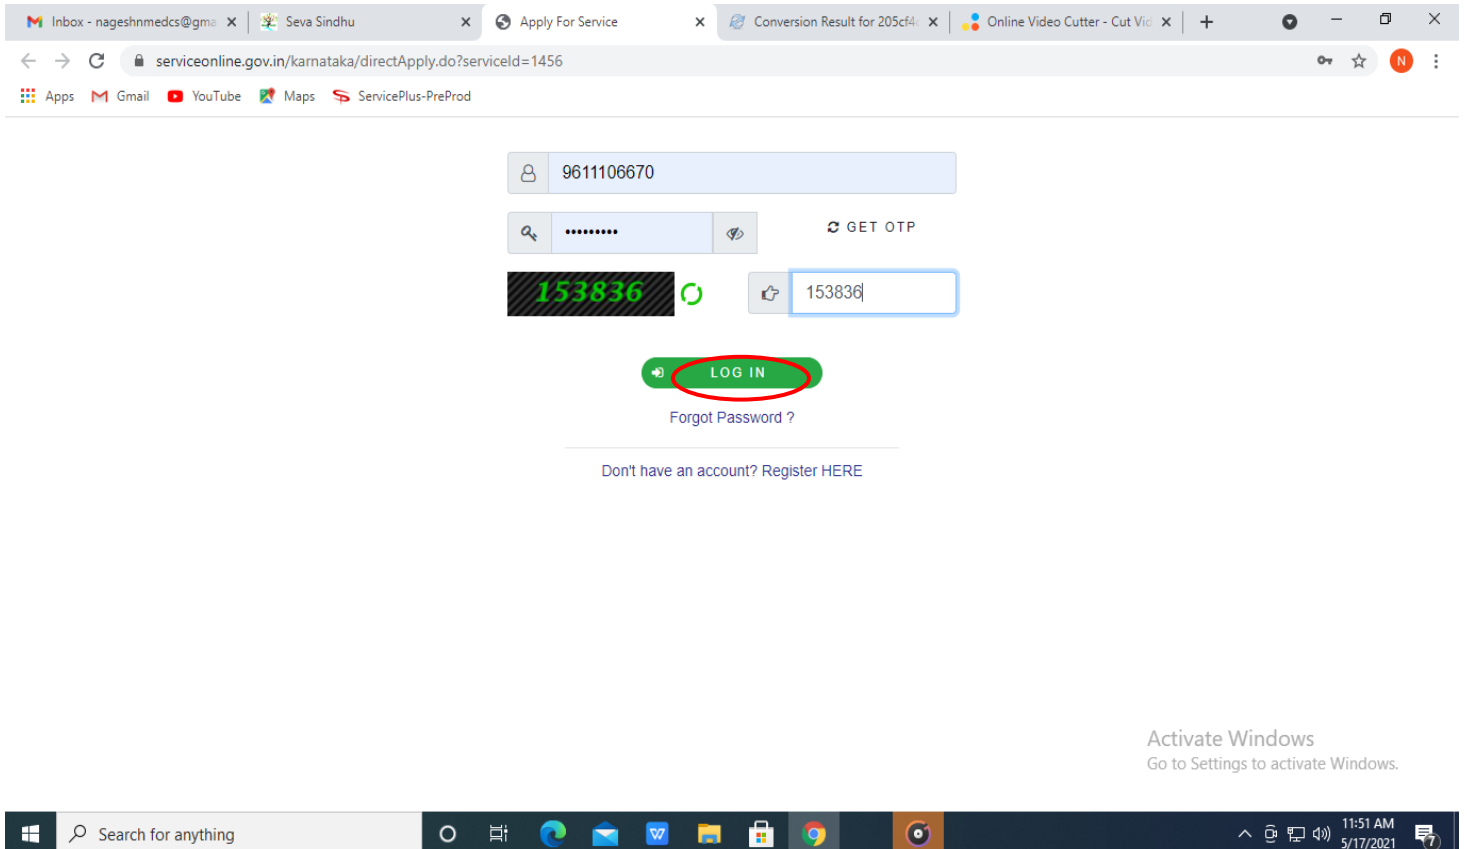 Inbox - nageshnmedcs@gma
Seva Sindhu
Apply For Service
Conversion Result for 205cf4
Online Video Cutter - Cut Vid
serviceonline.gov.in/karnataka/directApply.do?serviceId=1456
N
Apps
Gmail
YouTube
Maps
ServicePlus-PreProd
9611106670
•••••••••
GET OTP
153836
153836
LOG IN
Forgot Password ?
Don't have an account? Register HERE
Activate Windows
Go to Settings to activate Windows.
Search for anything
11:51 AM
5/17/2021
7